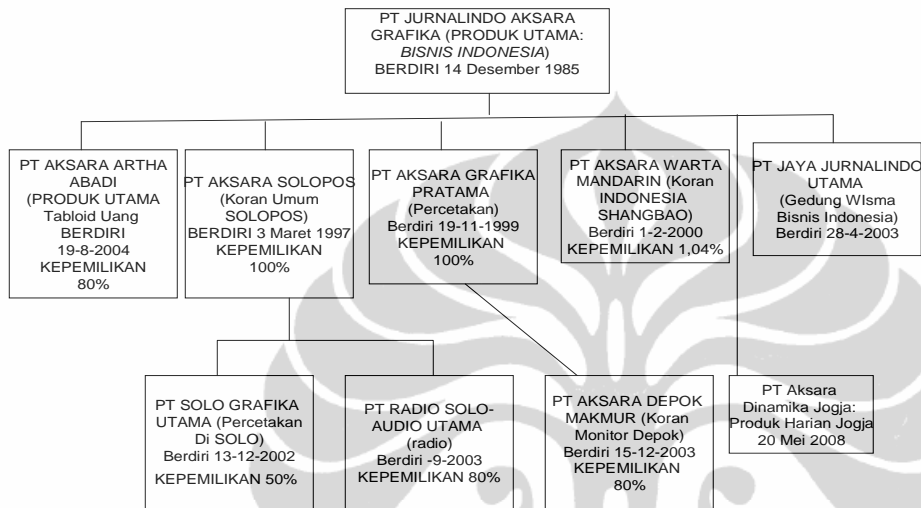 PT JURNALINDO AKSARA
GRAFIKA (PRODUK UTAMA:
BISNIS INDONESIA)
BERDIRI 14 Desember 1985
PT AKSARA ARTHA
ABADI
(PRODUK UTAMA
Tabloid Uang
BERDIRI
19-8-2004
KEPEMILIKAN
80%
PT AKSARA SOLOPOS
(Koran Umum
SOLOPOS)
BERDIRI 3 Maret 1997
KEPEMILIKAN
100%
PT AKSARA GRAFIKA
PRATAMA
(Percetakan)
Berdiri 19-11-1999
KEPEMILIKAN
100%
PT AKSARA WARTA
MANDARIN (Koran
INDONESIA
SHANGBAO)
Berdiri 1-2-2000
KEPEMILIKAN 1,04%
PT JAYA JURNALINDO
UTAMA
(Gedung WIsma
Bisnis Indonesia)
Berdiri 28-4-2003
PT SOLO GRAFIKA
UTAMA (Percetakan
Di SOLO)
Berdiri 13-12-2002
KEPEMILIKAN 50%
PT RADIO SOLO-
AUDIO UTAMA
(radio)
Berdiri -9-2003
KEPEMILIKAN 80%
PT AKSARA DEPOK
MAKMUR (Koran
Monitor Depok)
Berdiri 15-12-2003
KEPEMILIKAN
80%
PT Aksara
Dinamika Jogja:
Produk Harian Jogja
20 Mei 2008